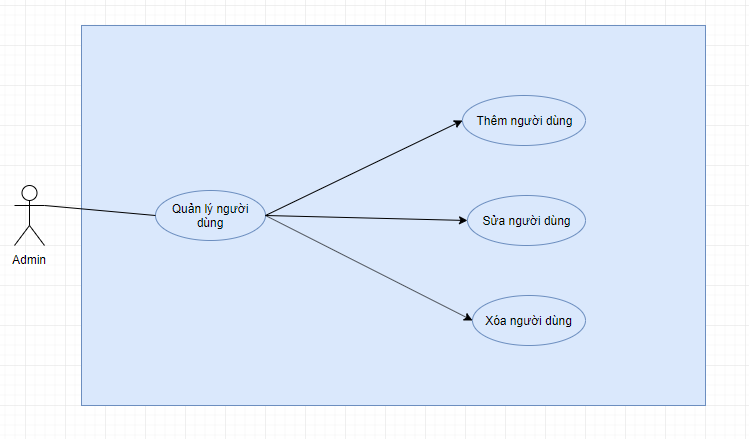 Thêm người dùng
Quản lý người
dùng
Sửa người dùng
Admin
Xóa người dùng